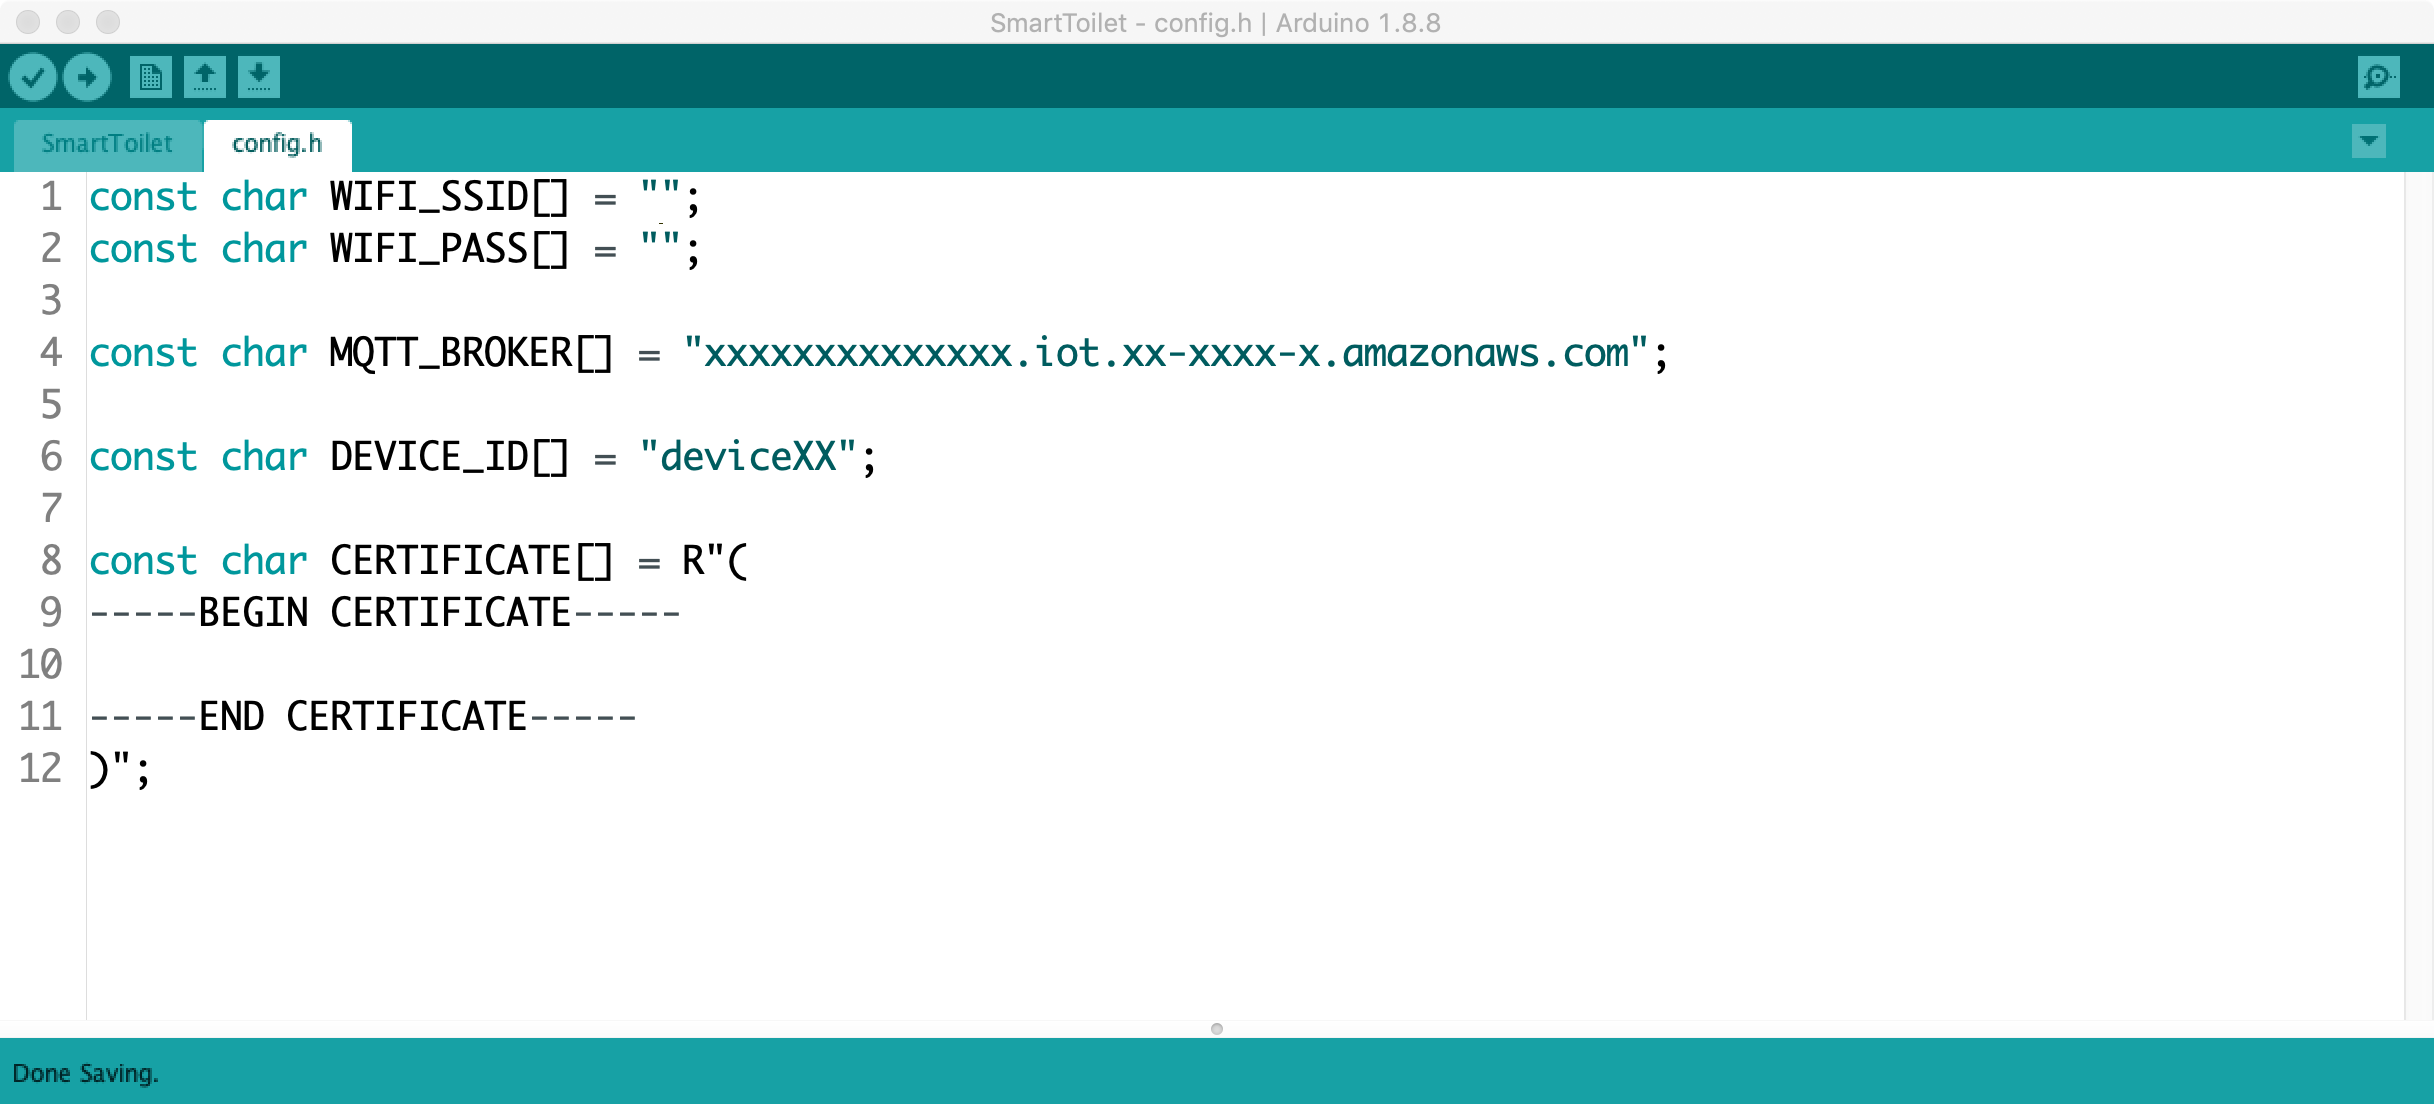 SmartToilet - config.h | Arduino 1.8.8
SmartToilet config.h
1 const char WIFI_SSID[] = "";
2 const char WIFI_PASS[] = "";
3
4 const char MQTT_BROKER[] = "xxxxxxxxxxxxxx.iot.xx-xxxx-x.amazonaws.com";
5
6 const char DEVICE_ID[] = "deviceXX";
7
8 const char CERTIFICATE[] = R"(
9 -----BEGIN CERTIFICATE-----
10
11 -----END CERTIFICATE-----
12 )";
Done Saving.